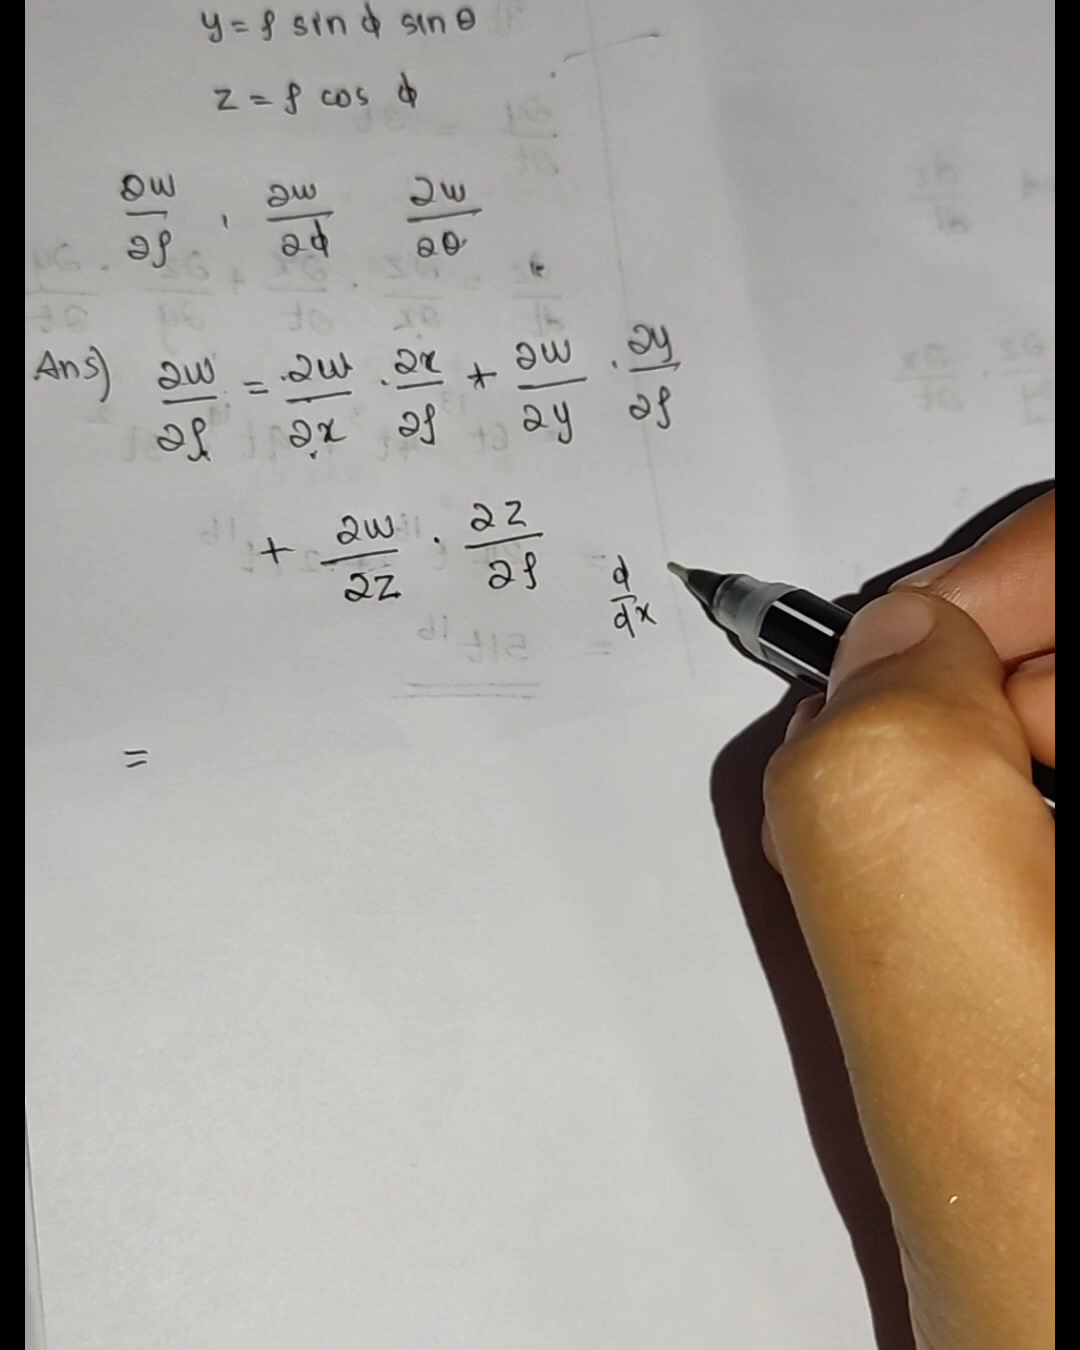 y = ρ sin ϕ sin θ
z = ρ cos ϕ
∂w/∂ρ , ∂w/∂ϕ ∂w/∂θ
Ans) ∂w/∂ρ = ∂w/∂x · ∂x/∂ρ + ∂w/∂y · ∂y/∂ρ
+ ∂w/∂z · ∂z/∂ρ
d/dx
=